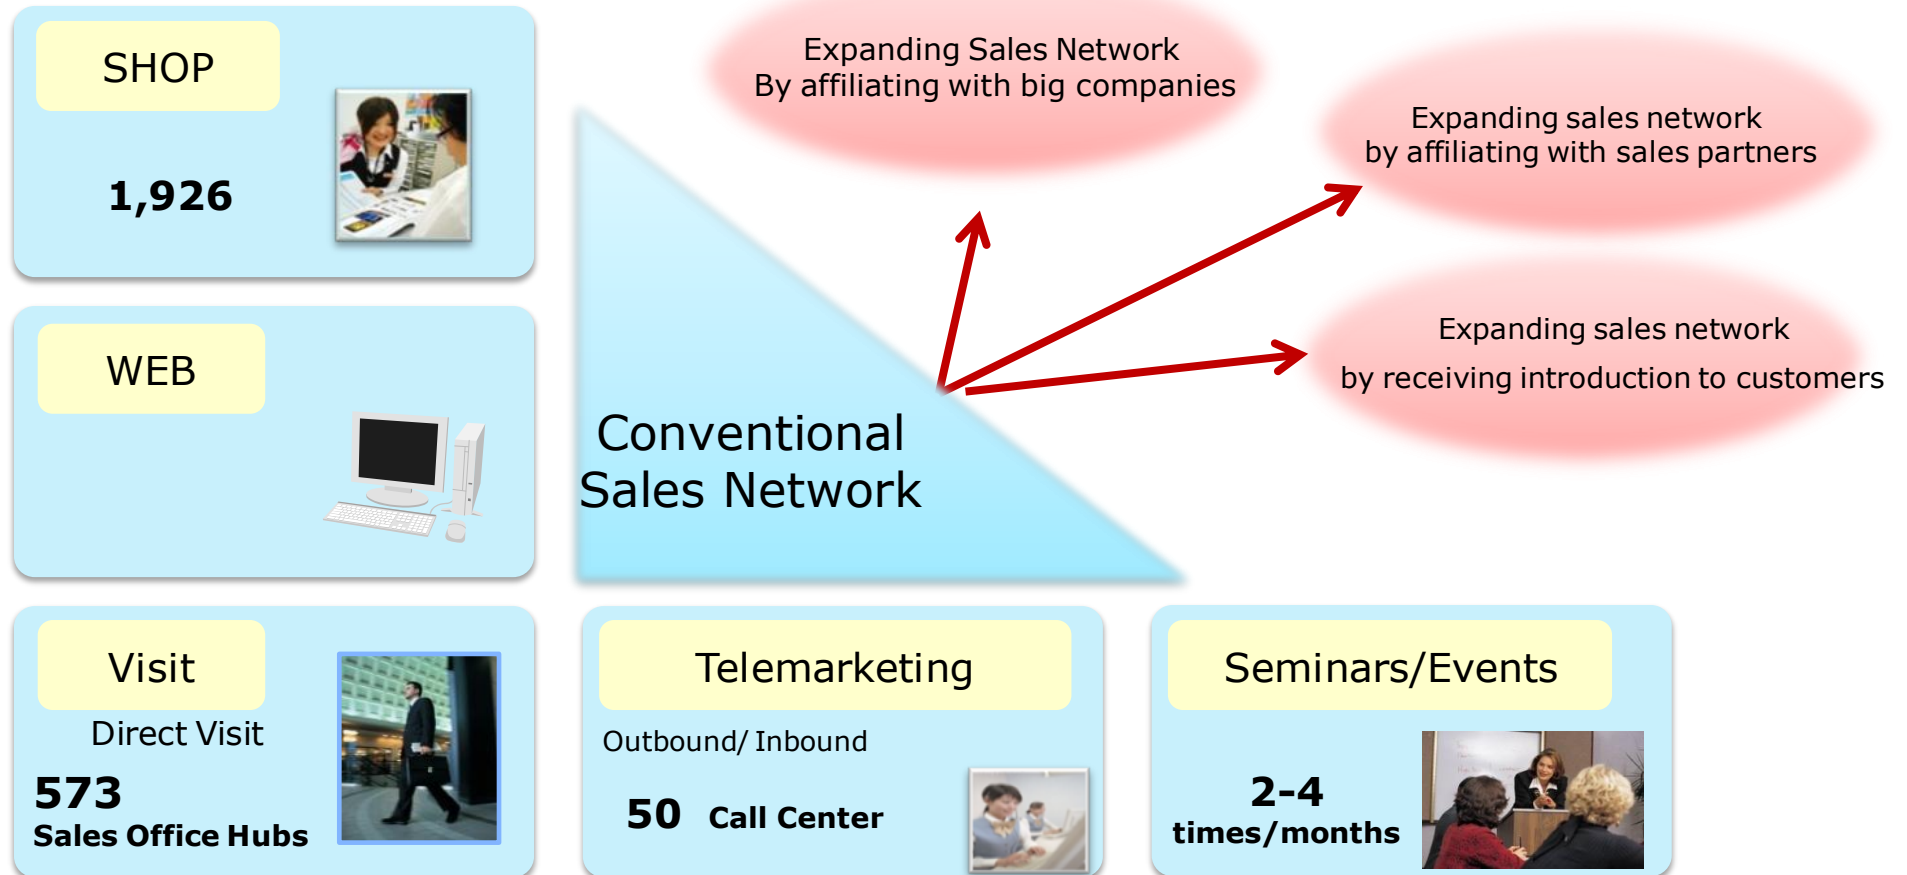 SHOP
1,926
Expanding Sales Network
By affiliating with big companies
Expanding sales network
by affiliating with sales partners
Expanding sales network
by receiving introduction to customers
WEB
Conventional
Sales Network
Visit
Direct Visit
573
Sales Office Hubs
Telemarketing
Outbound/ Inbound
50 Call Center
Seminars/Events
2-4
times/months